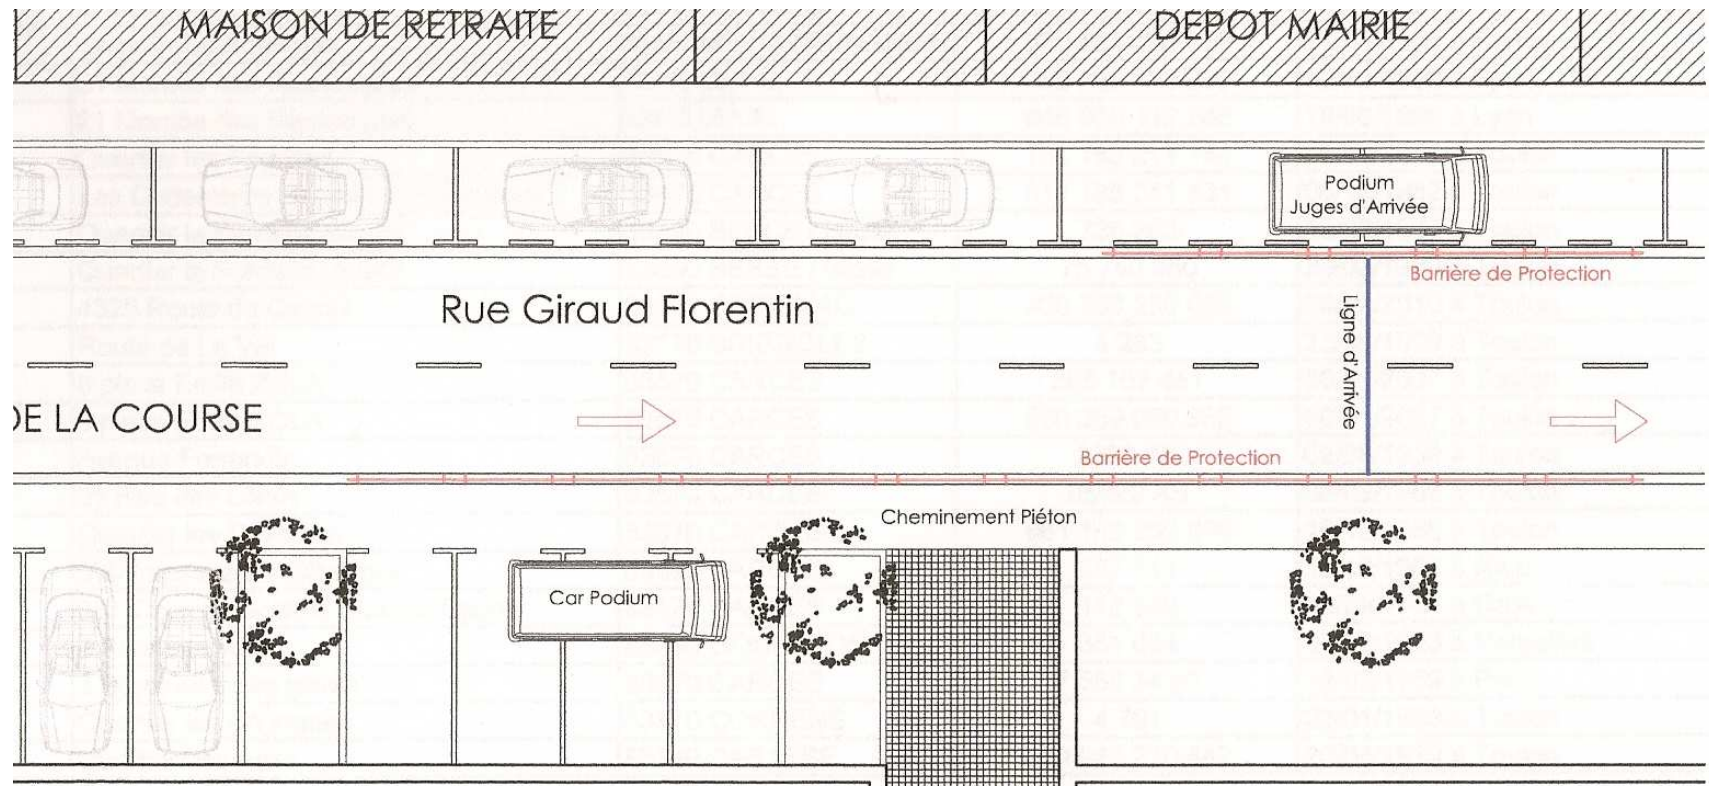 MAISON DE RETRAITE
DEPOT MAIRIE
Podium
Juges d'Arrivée
Barrière de Protection
Rue Giraud Florentin
Ligne d'Arrivée
DE LA COURSE
Barrière de Protection
Cheminement Piéton
Car Podium